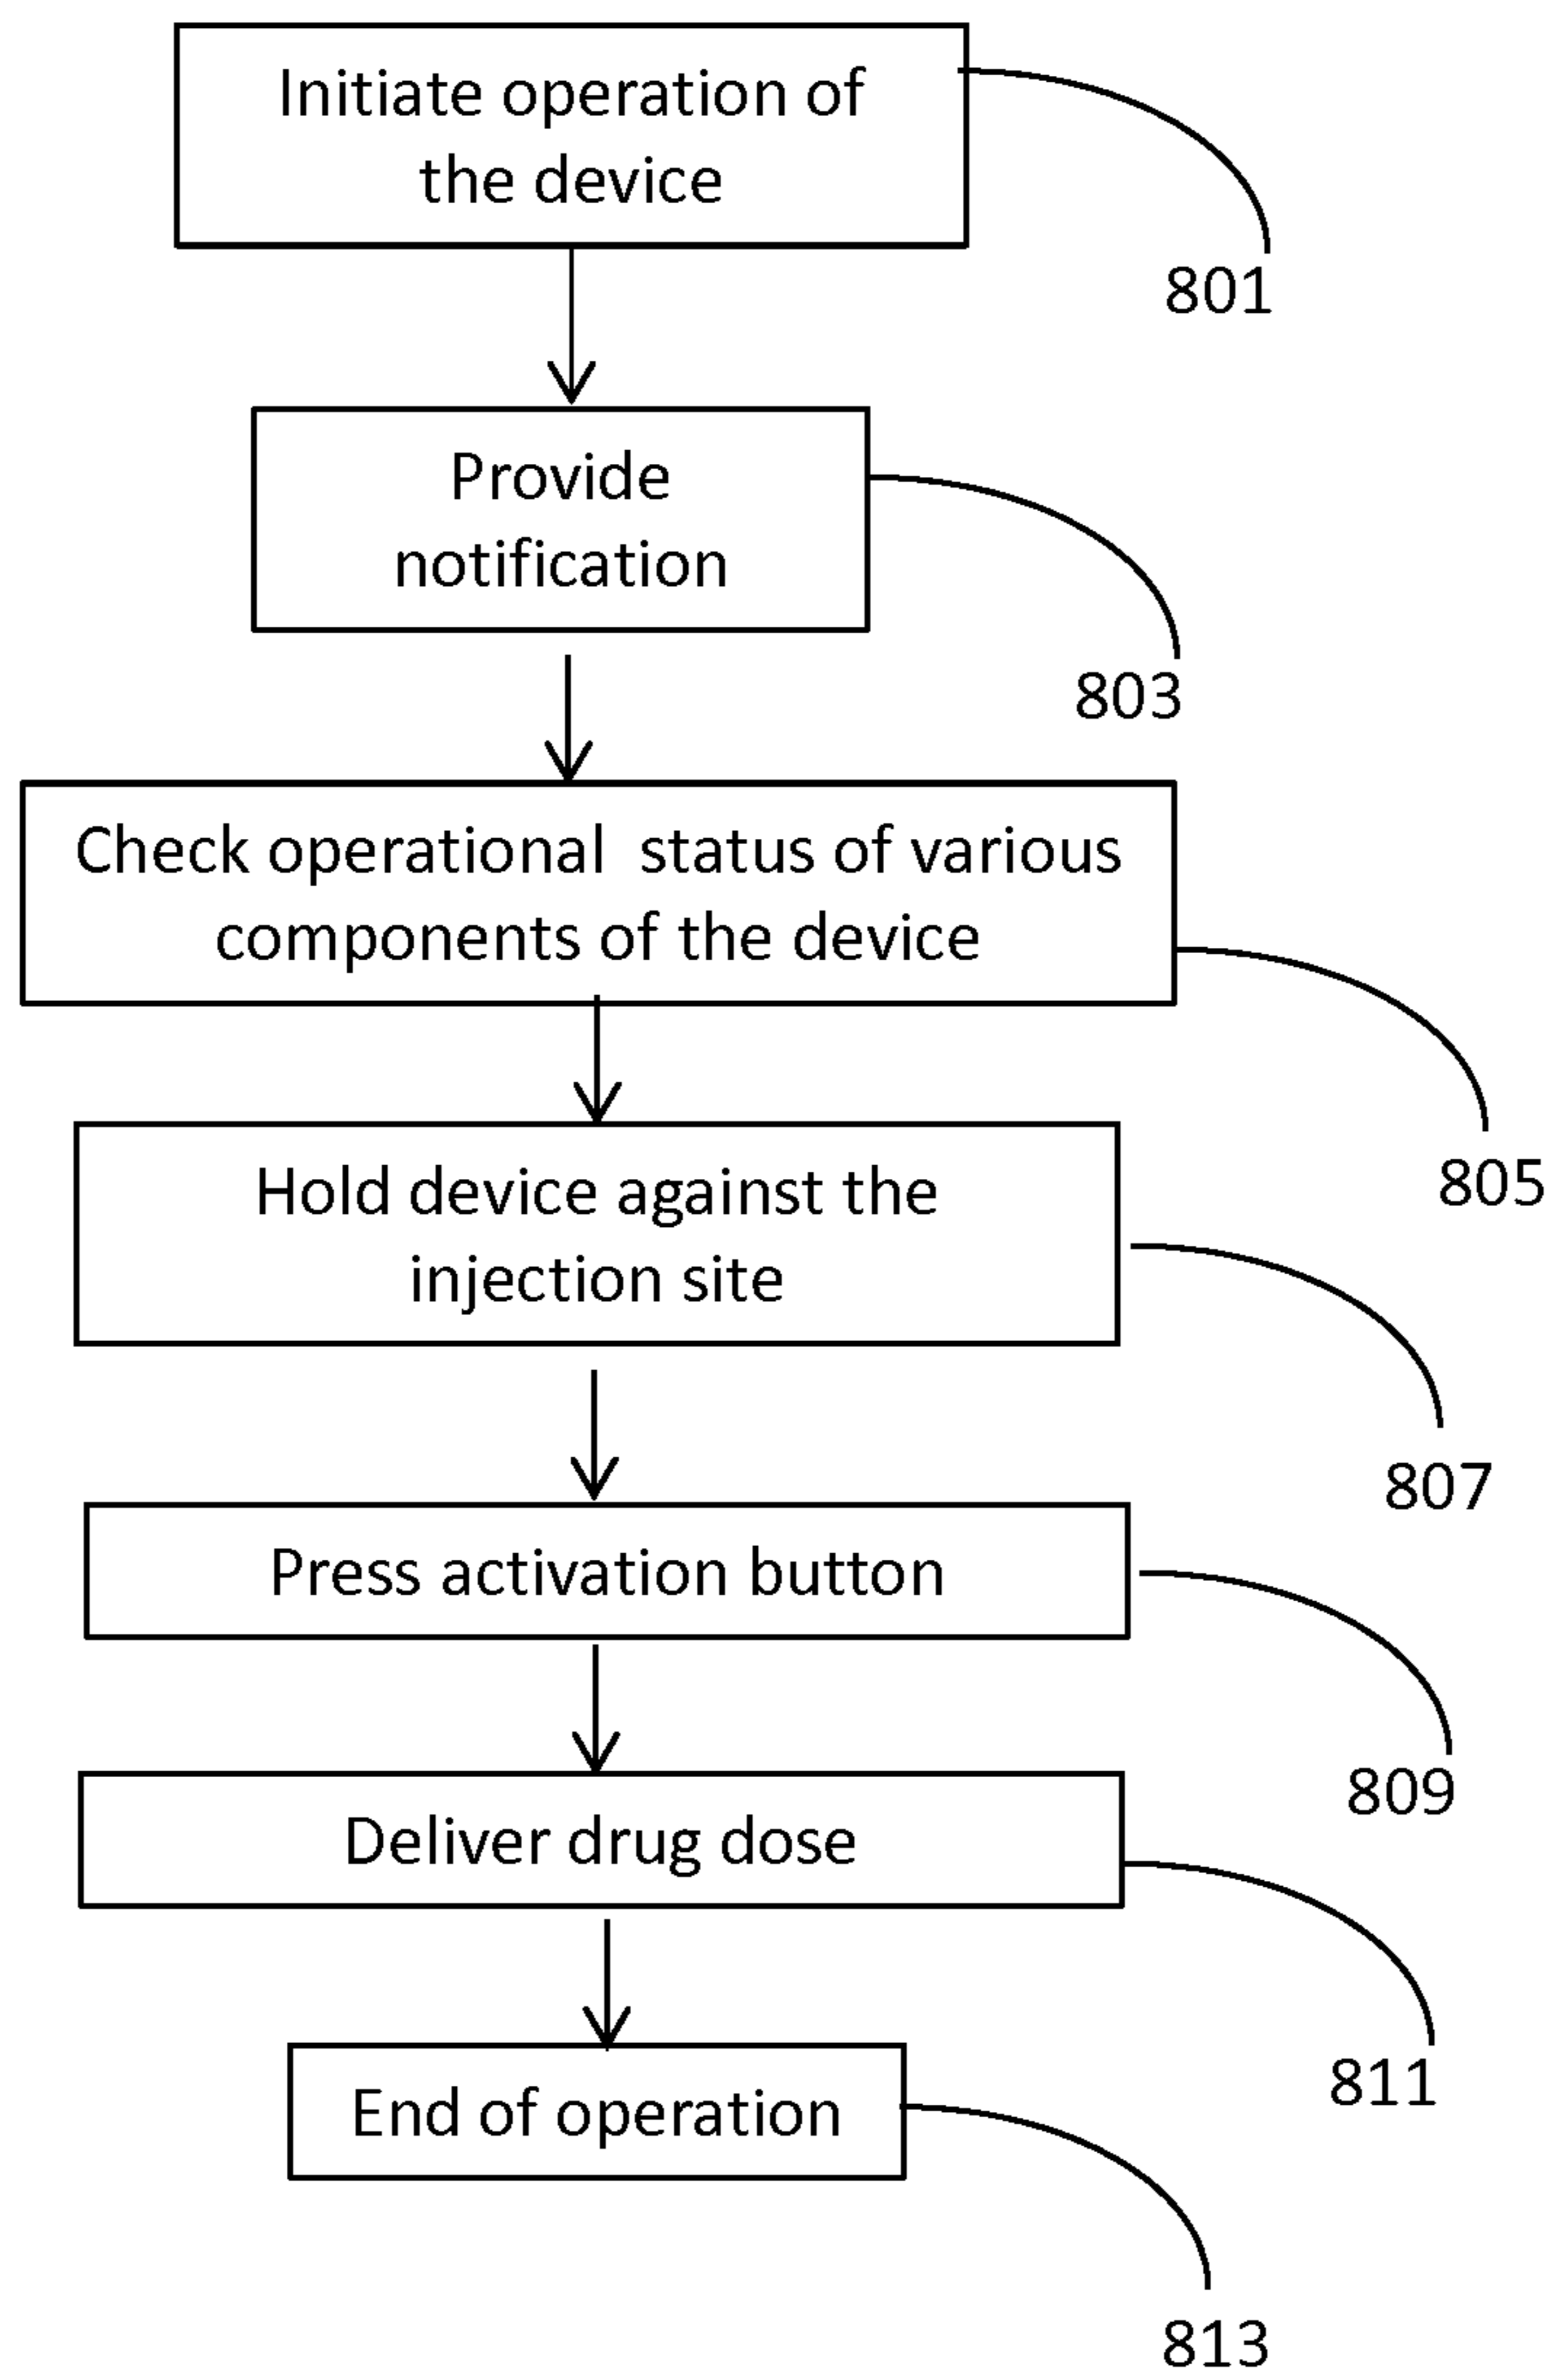 Initiate operation of
the device
801
Provide
notification
803
Check operational status of various
components of the device
805
Hold device against the
injection site
807
Press activation button
809
Deliver drug dose
811
End of operation
813